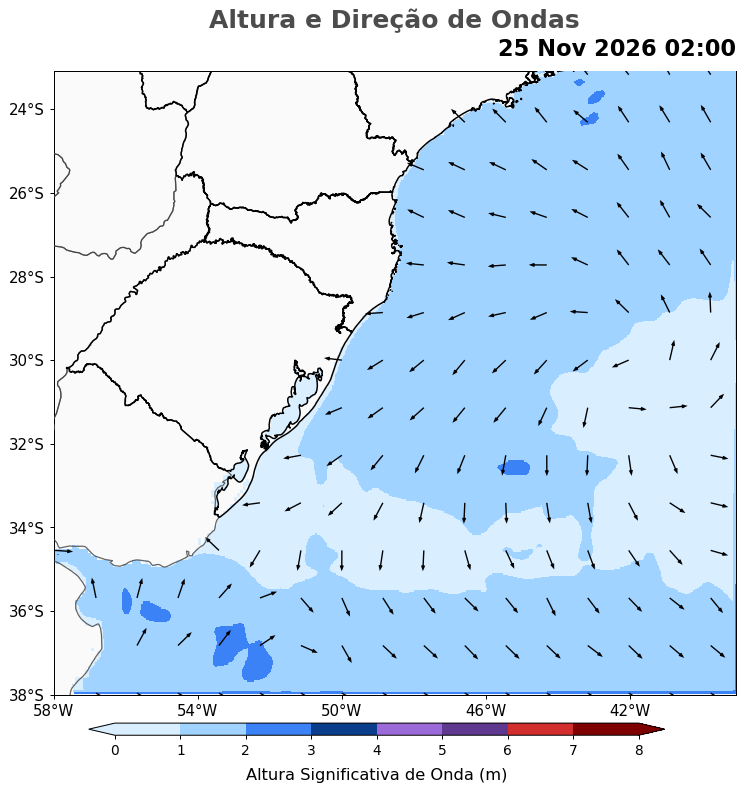 Altura e Direção de Ondas
25 Nov 2026 02:00
24°S
26°S
28°S
30°S
32°S
34°S
36°S
38°S
58°W 54°W 50°W 46°W 42°W
0 1 2 3 4 5 6 7 8
Altura Significativa de Onda (m)